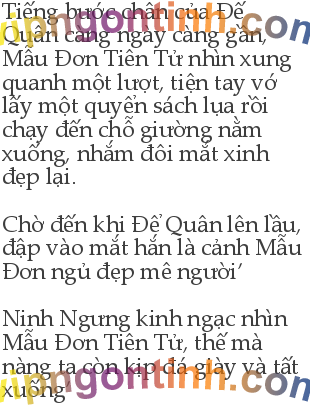 Tiếng bước chân của Đế
Quân càng ngày càng gần,
Mẫu Đơn Tiên Tử nhìn xung
quanh một lượt, tiện tay vớ
lấy một quyển sách lụa rồi
chạy đến chỗ giường nằm
xuống, nhắm đôi mắt xinh
đẹp lại.

Chờ đến khi Đế Quân lên lầu,
đập vào mắt hắn là cảnh Mẫu
Đơn ngủ đẹp mê người’

Ninh Ngưng kinh ngạc nhìn
Mẫu Đơn Tiên Tử, thế mà
nàng ta còn kịp đá giày và tất
xuống‘
vipngontinh.com
vipngontinh.com